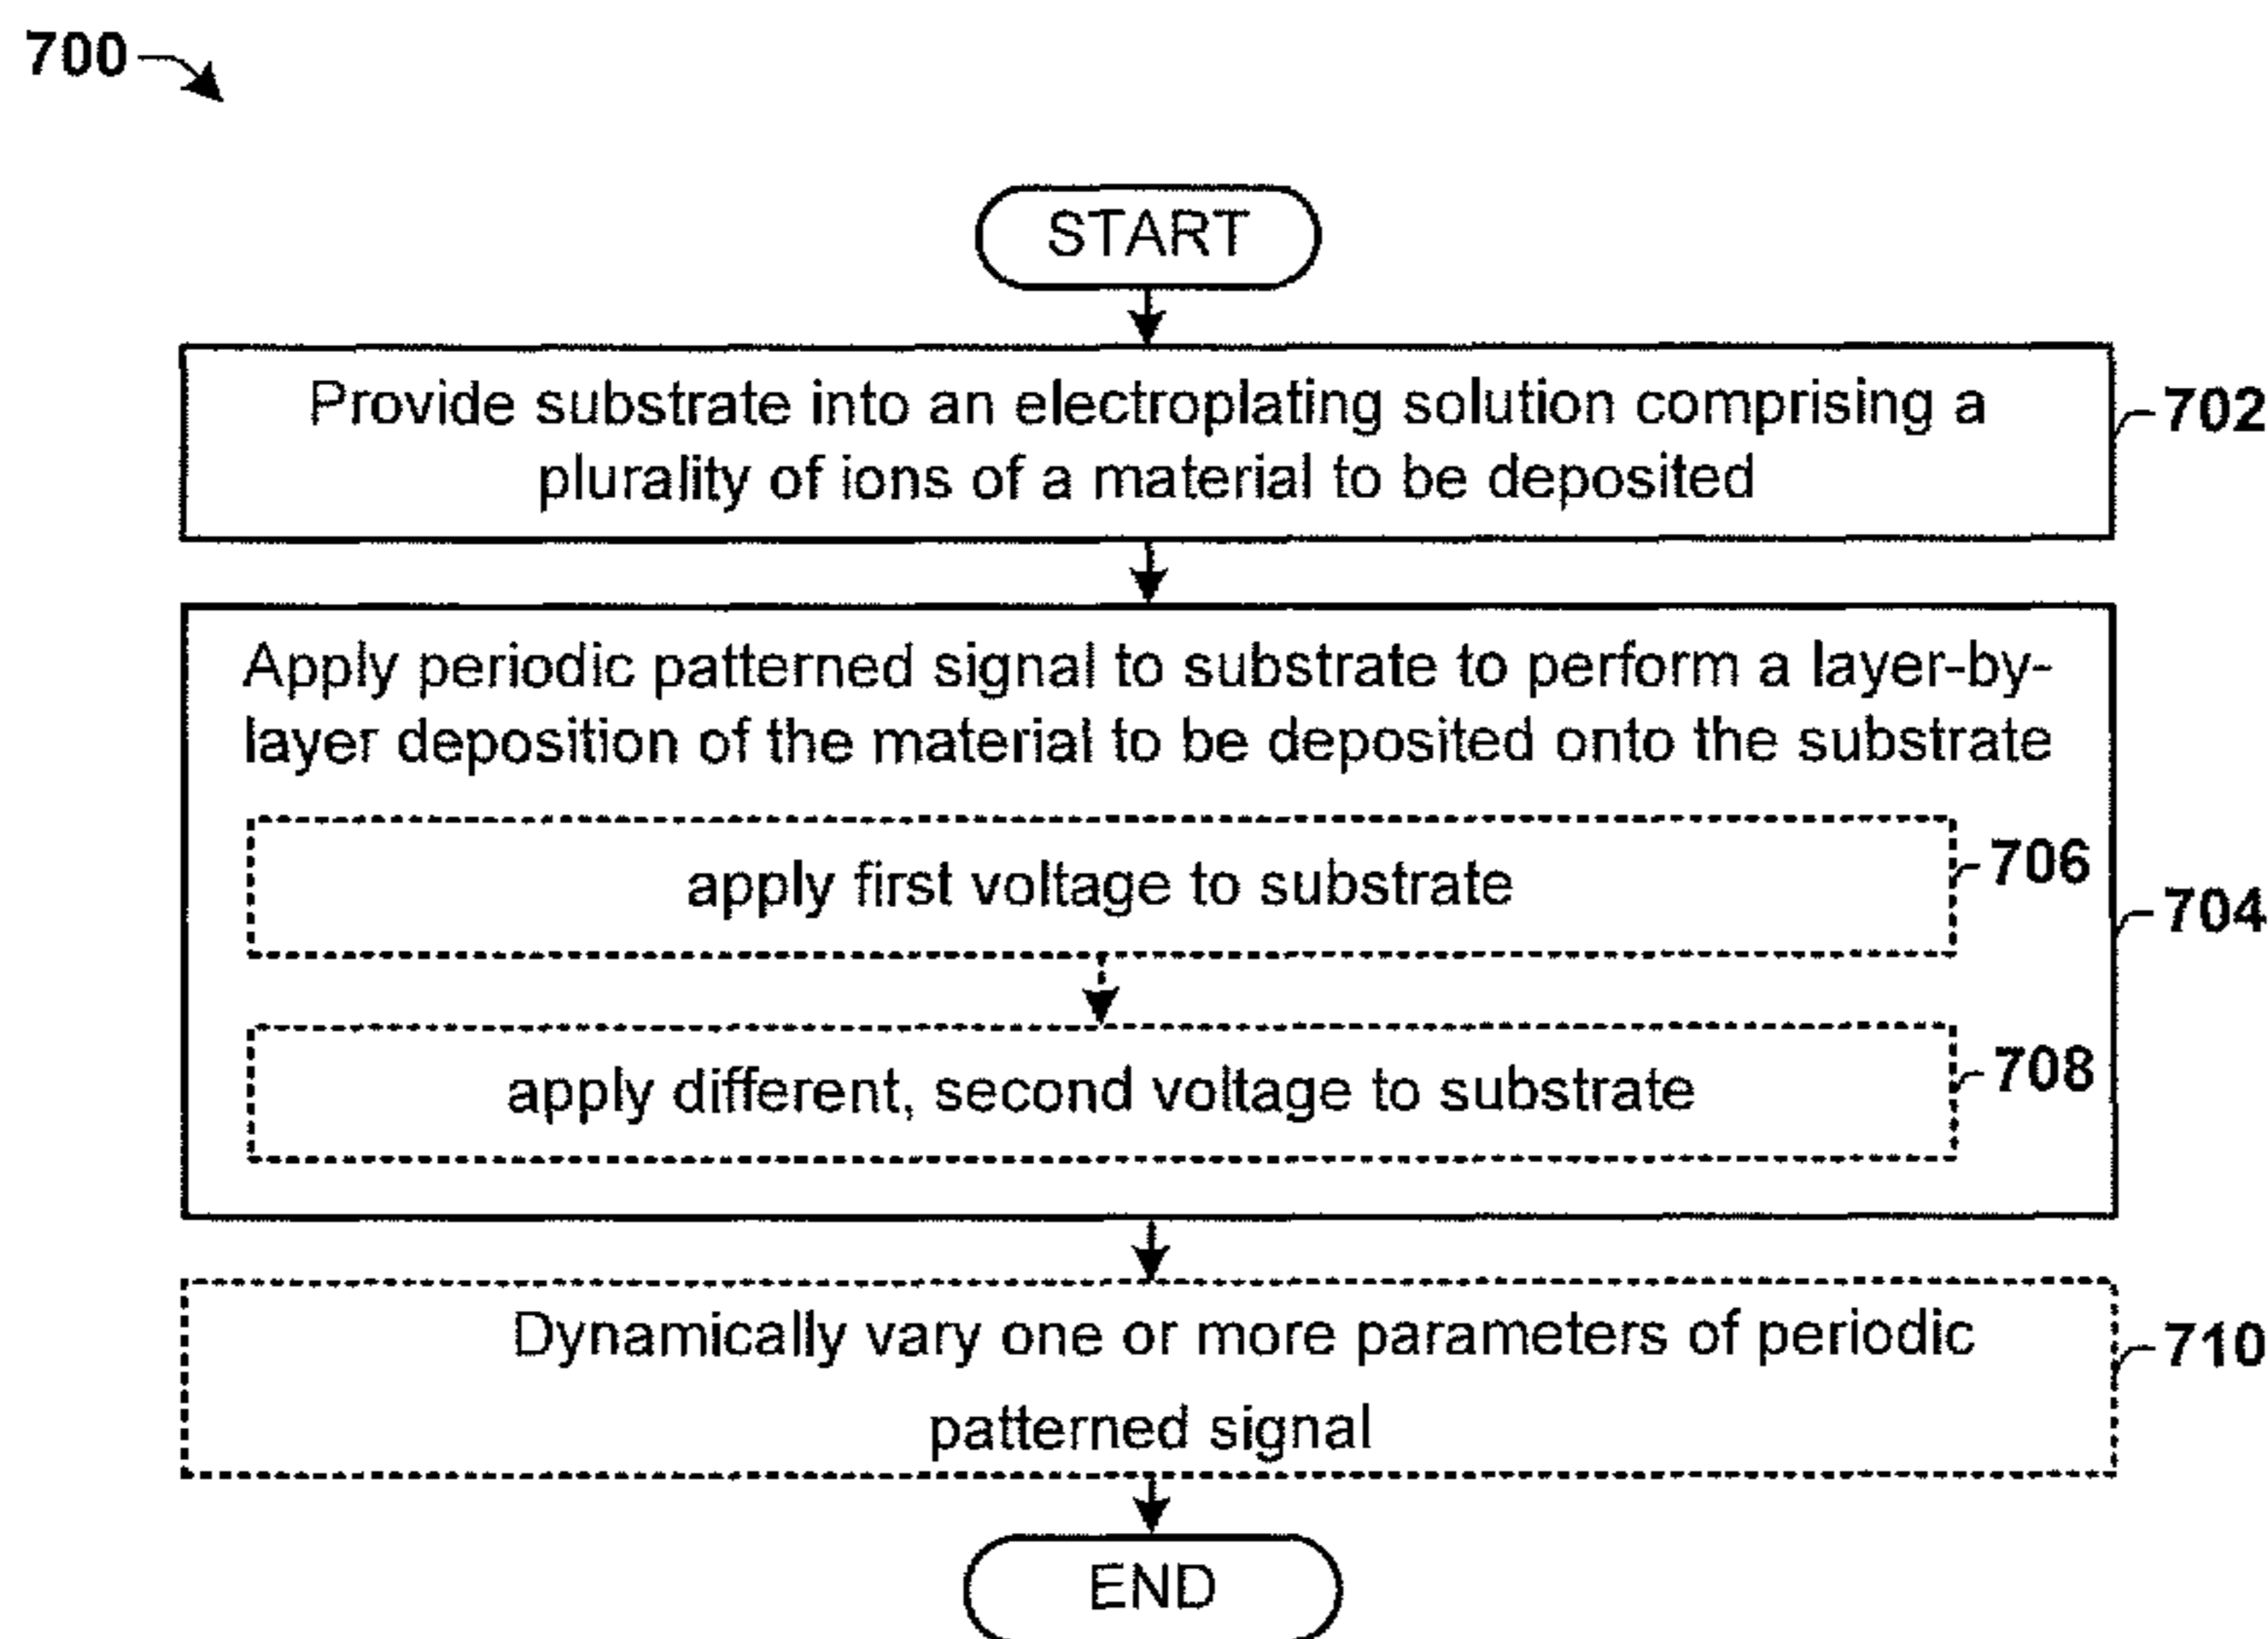 700
START
Provide substrate into an electroplating solution comprising a
plurality of ions of a material to be deposited
702
Apply periodic patterned signal to substrate to perform a layer-by-
layer deposition of the material to be deposited onto the substrate
apply first voltage to substrate
706
704
apply different, second voltage to substrate
708
Dynamically vary one or more parameters of periodic
patterned signal
710
END